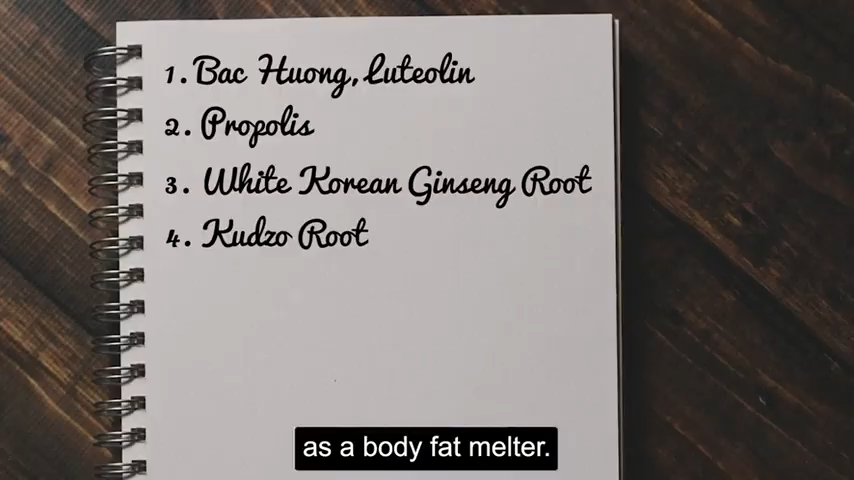 1. Bac Huong, Luteolin
2. Propolis
3. White Korean Ginseng Root
4. Kudzo Root
as a body fat melter.